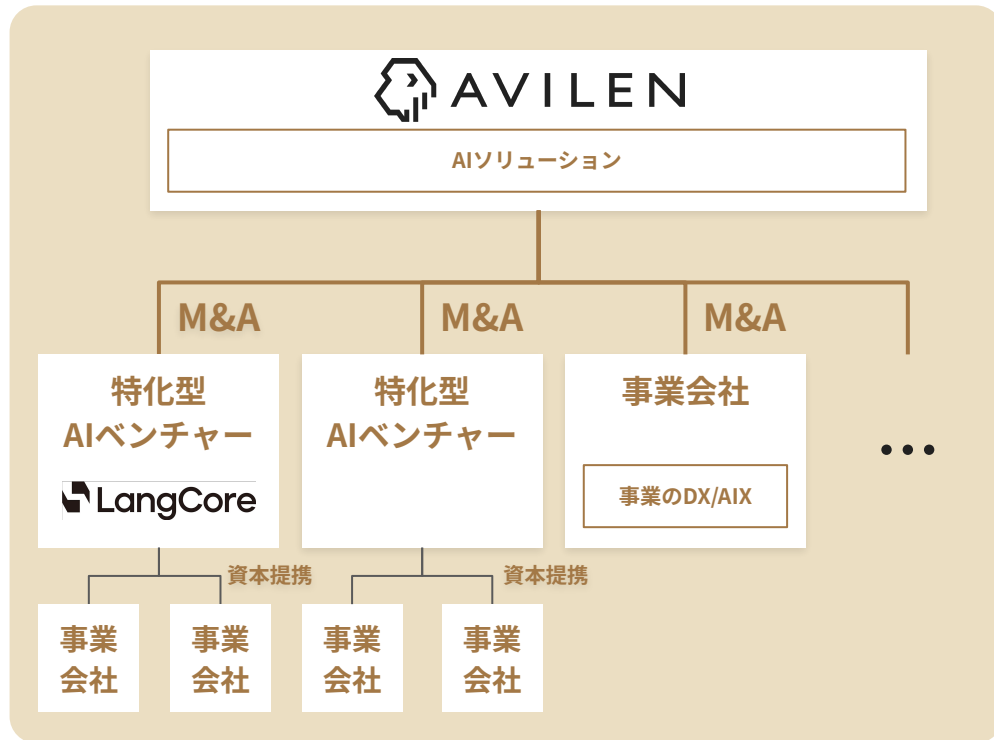 AVILEN
AIソリューション
M&A
M&A
M&A
特化型
AIベンチャー
LangCore
特化型
AIベンチャー
事業会社
事業のDX/AIX
•••
資本提携
資本提携
事業
会社
事業
会社
事業
会社
事業
会社